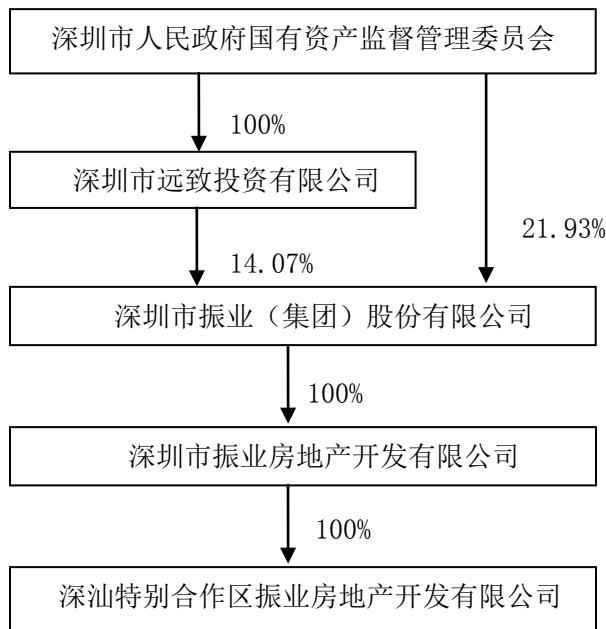 深圳市人民政府国有资产监督管理委员会
100%
深圳市远致投资有限公司
21.93%
14.07%
深圳市振业（集团）股份有限公司
100%
深圳市振业房地产开发有限公司
100%
深汕特别合作区振业房地产开发有限公司